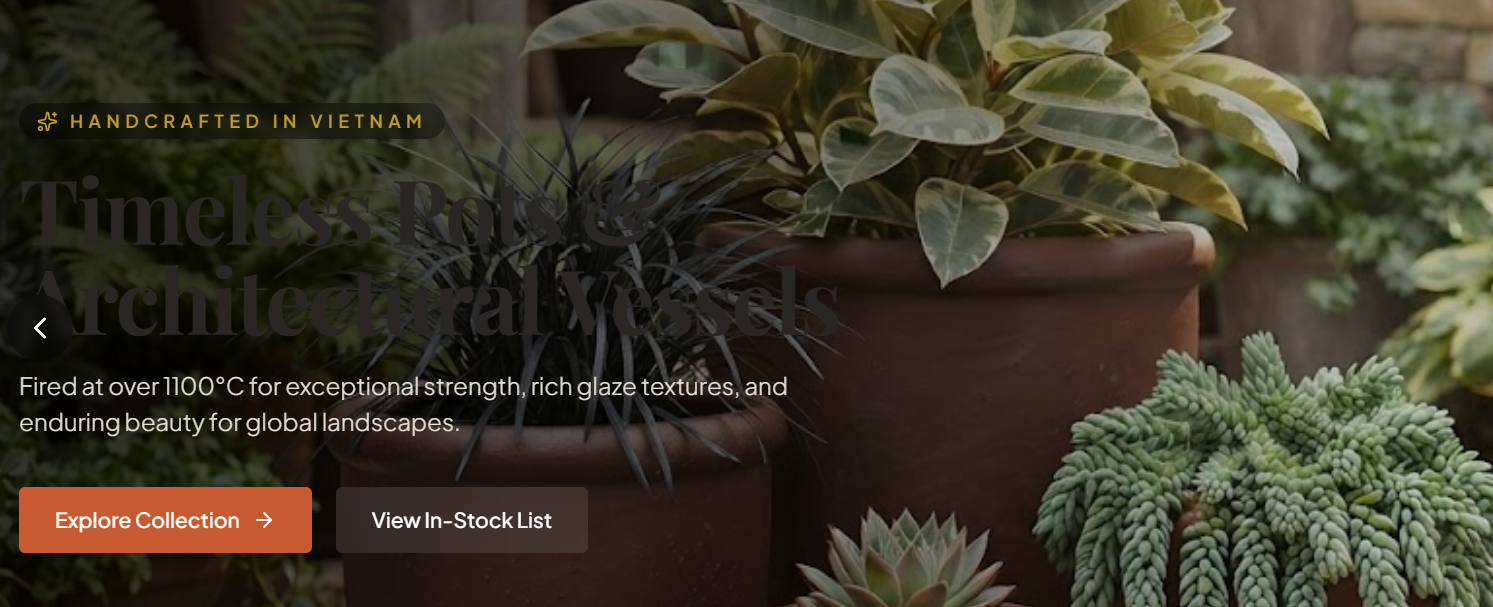 HANDCRAFTED IN VIETNAM
Timeless Pots &
Architectural Vessels
Fired at over 1100°C for exceptional strength, rich glaze textures, and
enduring beauty for global landscapes.
Explore Collection
View In-Stock List